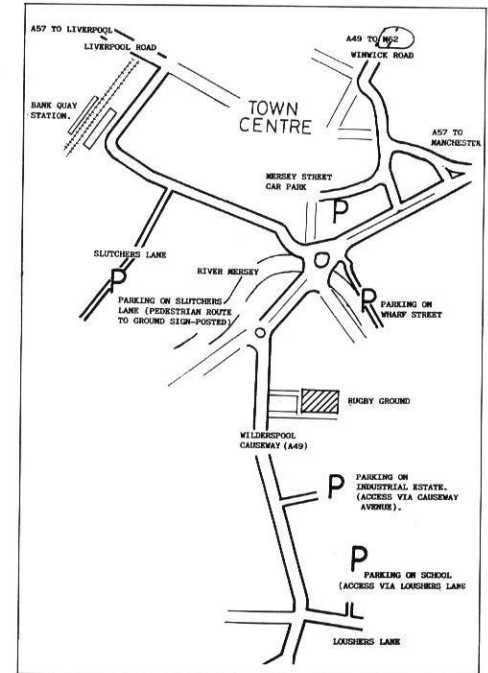 A57 TO LIVERPOOL
LIVERPOOL ROAD
A49 TO M62
WINWICK ROAD
BANK QUAY
STATION.
TOWN
CENTRE
A57 TO
MANCHESTER
MERSEY STREET
CAR PARK
P
SLUTCHERS LANE
RIVER MERSEY
P
PARKING ON SLUTCHERS
LANE (PEDESTRIAN ROUTE
TO GROUND SIGN-POSTED)
P
PARKING ON
WHARF STREET
RUGBY GROUND
WILDERSPOOL
CAUSEWAY (A49)
P
PARKING ON
INDUSTRIAL ESTATE.
(ACCESS VIA CAUSEWAY
AVENUE).
P
PARKING ON SCHOOL
(ACCESS VIA LOUSHERS LANE
LOUSHERS LANE